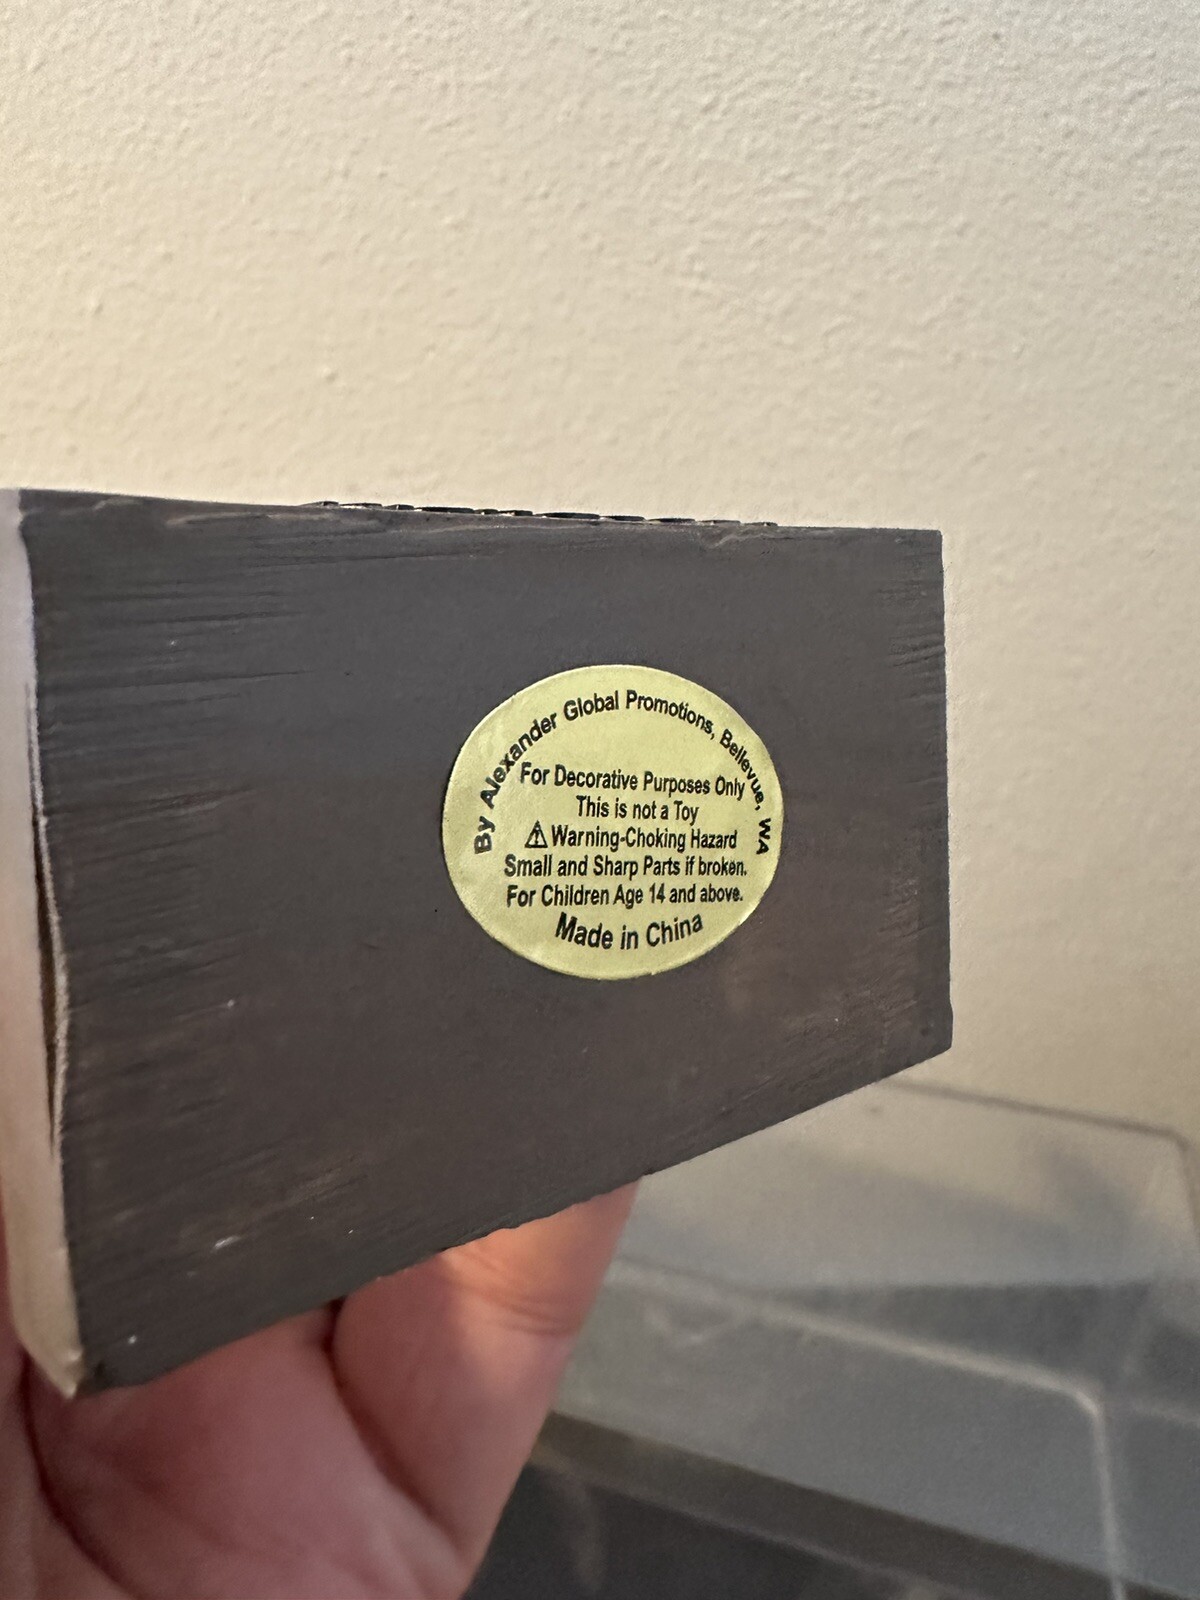 By Alexander Global Promotions, Bellevue, WA
For Decorative Purposes Only
This is not a Toy
⚠Warning-Choking Hazard
Small and Sharp Parts if broken.
For Children Age 14 and above.
Made in China